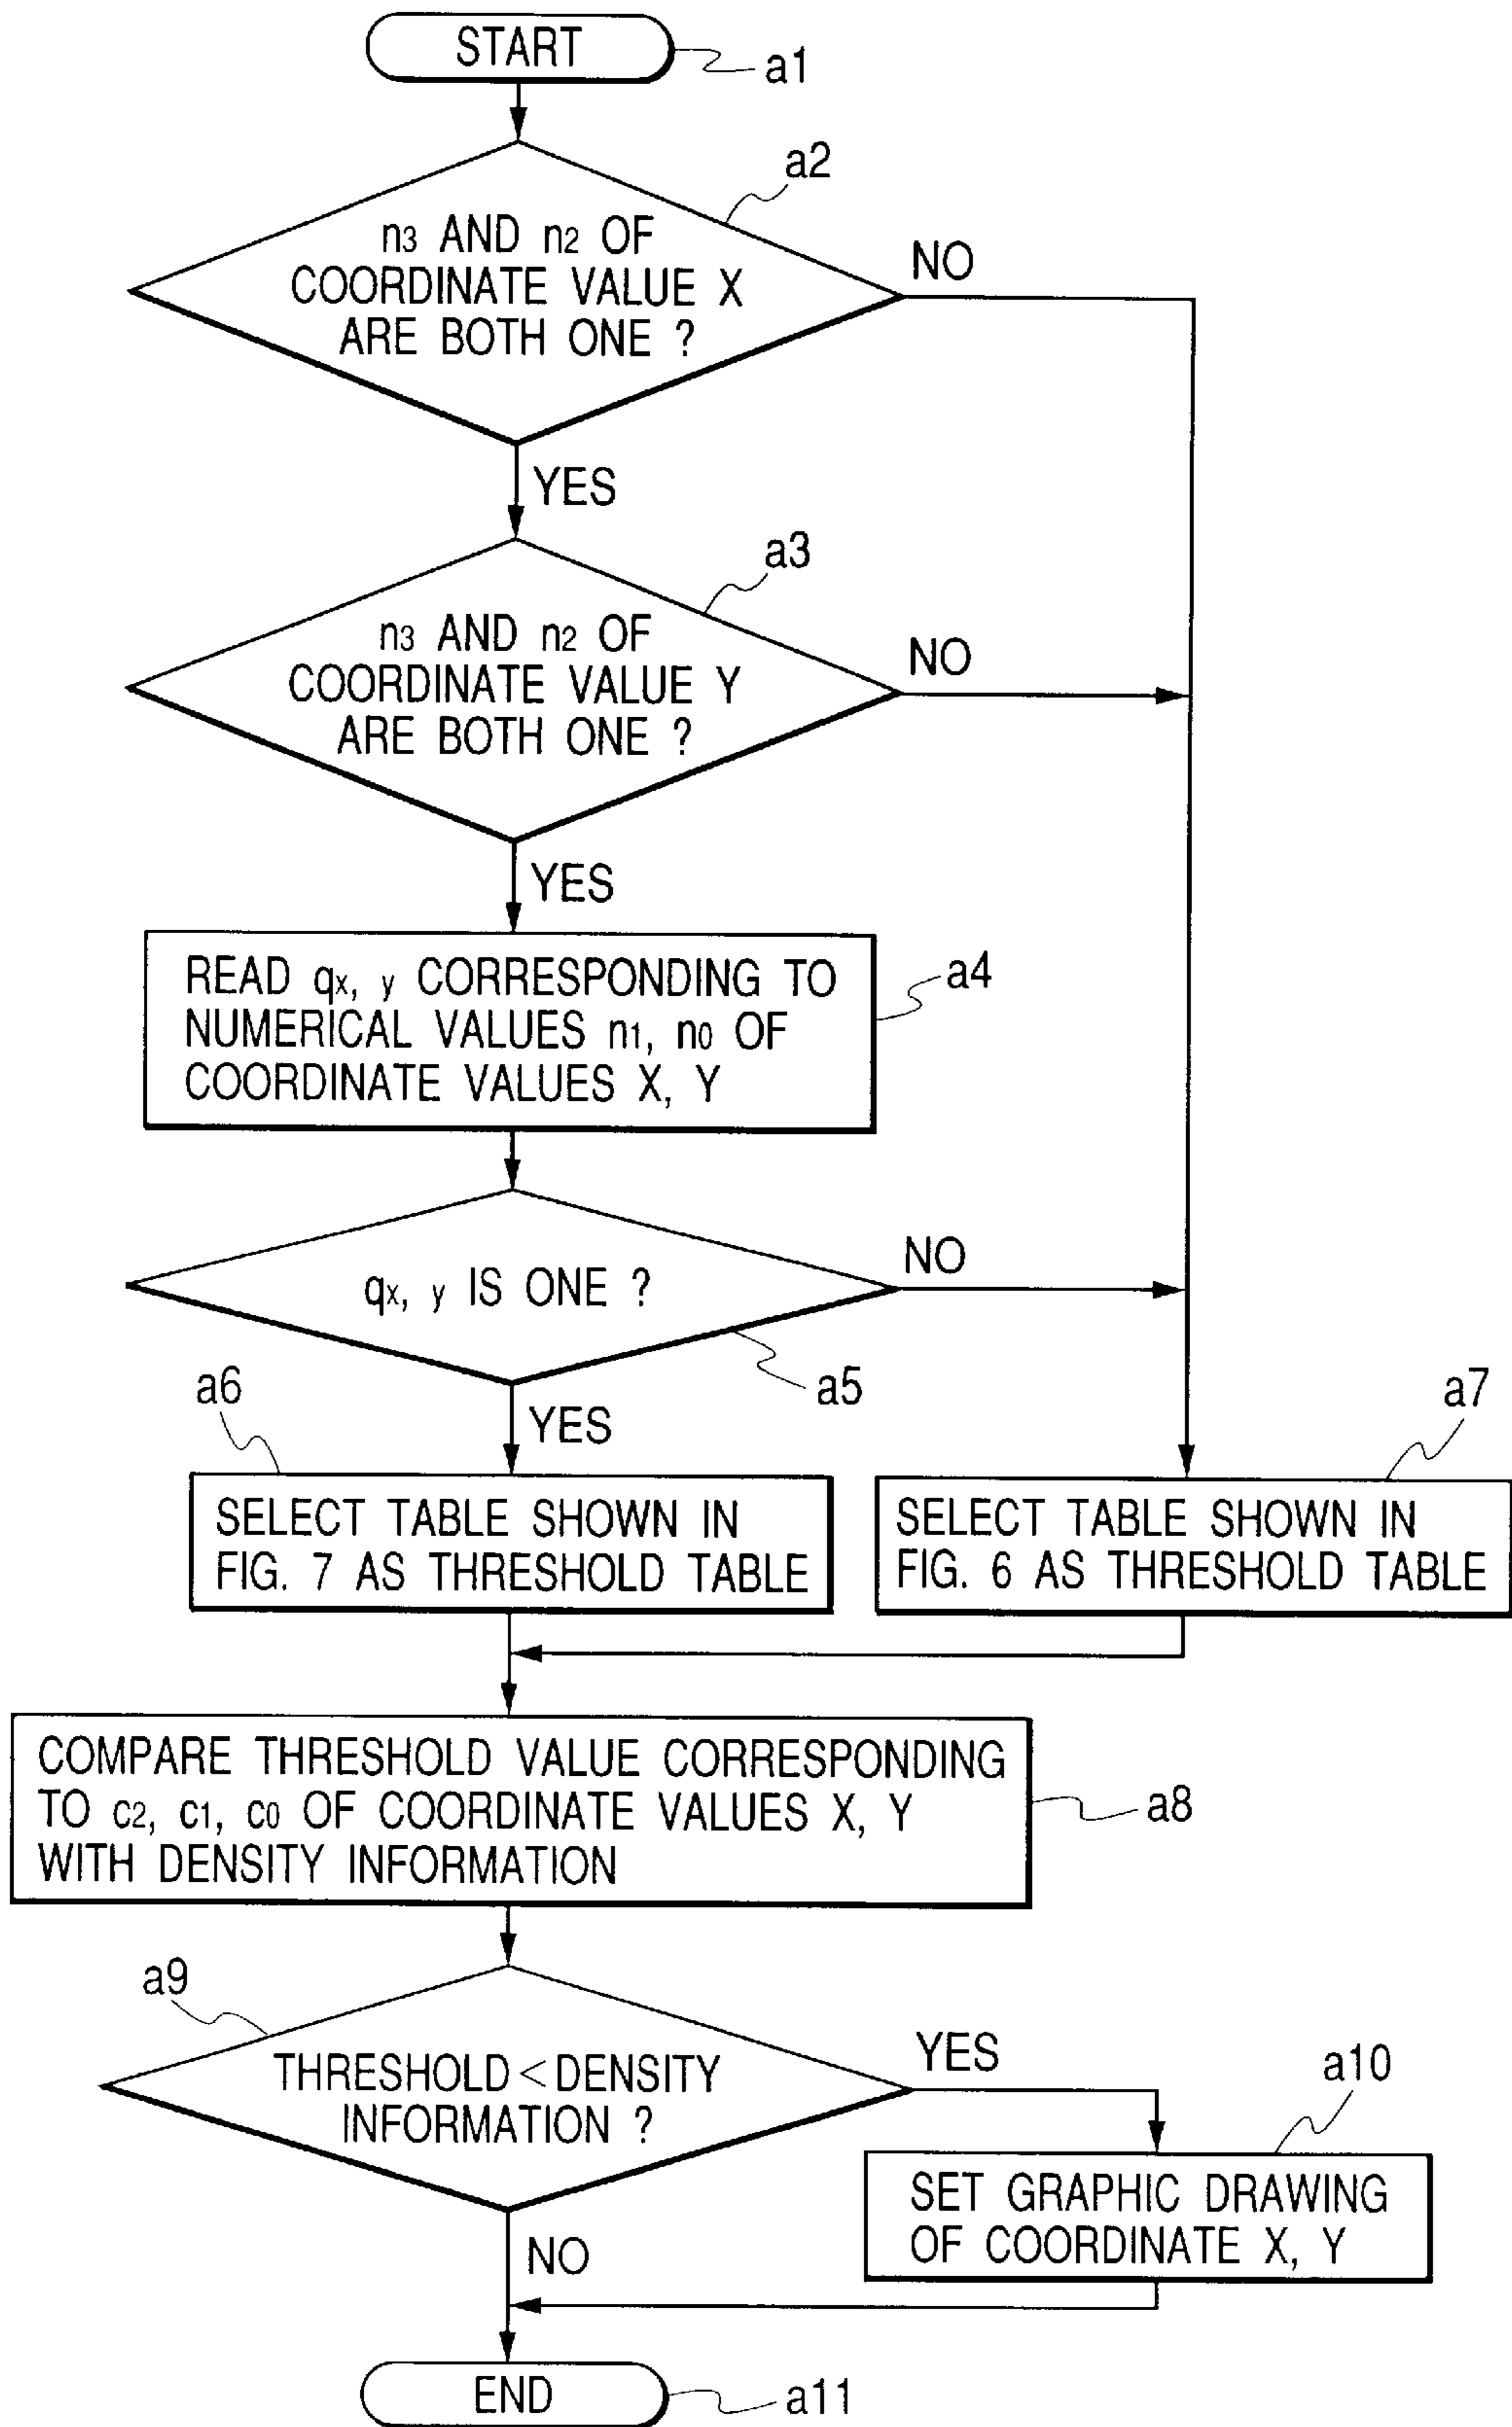 START
a1
a2
n3 AND n2 OF
COORDINATE VALUE X
ARE BOTH ONE ?
NO
YES
a3
n3 AND n2 OF
COORDINATE VALUE Y
ARE BOTH ONE ?
NO
YES
READ qx, y CORRESPONDING TO
NUMERICAL VALUES n1, n0 OF
COORDINATE VALUES X, Y
a4
qx, y IS ONE ?
NO
a5
YES
a6
SELECT TABLE SHOWN IN
FIG. 7 AS THRESHOLD TABLE
a7
SELECT TABLE SHOWN IN
FIG. 6 AS THRESHOLD TABLE
COMPARE THRESHOLD VALUE CORRESPONDING
TO c2, c1, c0 OF COORDINATE VALUES X, Y
WITH DENSITY INFORMATION
a8
a9
THRESHOLD < DENSITY
INFORMATION ?
YES
a10
SET GRAPHIC DRAWING
OF COORDINATE X, Y
NO
END
a11